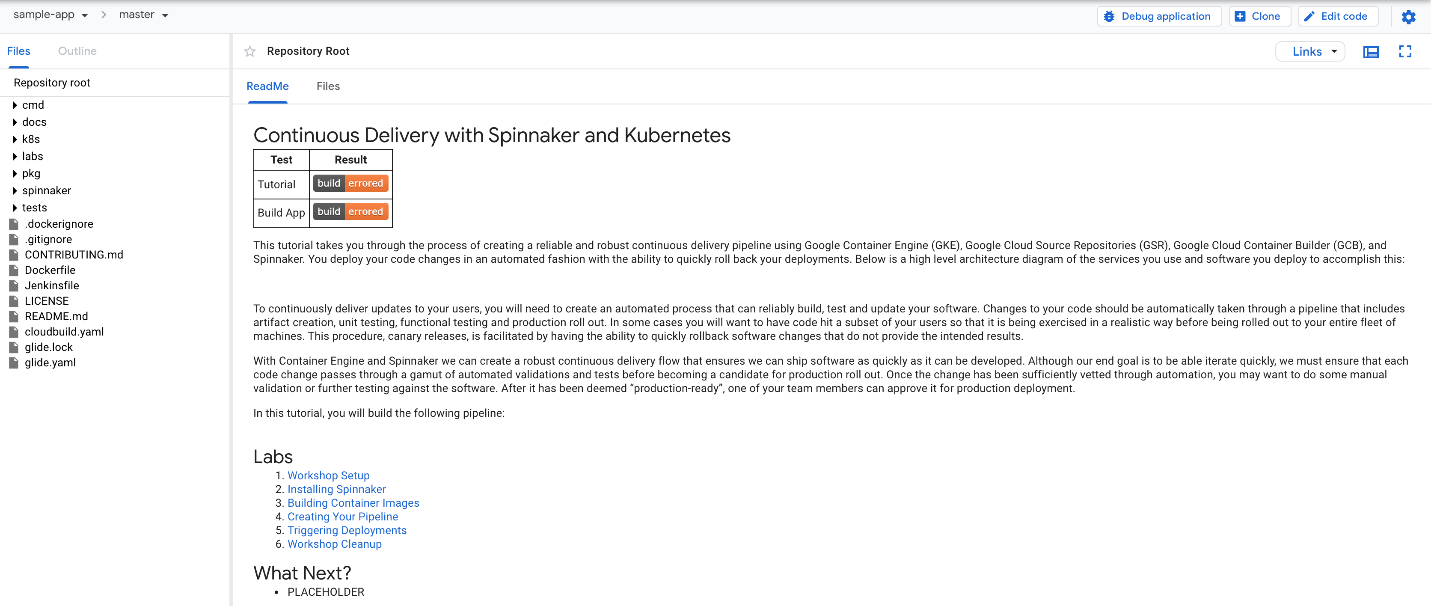 sample-app
master
Debug application
Clone
Edit code
Files
Outline
Repository root
cmd
docs
k8s
labs
pkg
spinnaker
tests
.dockerignore
.gitignore
CONTRIBUTING.md
Dockerfile
Jenkinsfile
LICENSE
README.md
cloudbuild.yaml
glide.lock
glide.yaml
Repository Root
Links
ReadMe
Files
Continuous Delivery with Spinnaker and Kubernetes
Test Result
Tutorial build errored
Build App build errored
This tutorial takes you through the process of creating a reliable and robust continuous delivery pipeline using Google Container Engine (GKE), Google Cloud Source Repositories (GSR), Google Cloud Container Builder (GCB), and
Spinnaker. You deploy your code changes in an automated fashion with the ability to quickly roll back your deployments. Below is a high level architecture diagram of the services you use and software you deploy to accomplish this:
To continuously deliver updates to your users, you will need to create an automated process that can reliably build, test and update your software. Changes to your code should be automatically taken through a pipeline that includes
artifact creation, unit testing, functional testing and production roll out. In some cases you will want to have code hit a subset of your users so that it is being exercised in a realistic way before being rolled out to your entire fleet of
machines. This procedure, canary releases, is facilitated by having the ability to quickly rollback software changes that do not provide the intended results.
With Container Engine and Spinnaker we can create a robust continuous delivery flow that ensures we can ship software as quickly as it can be developed. Although our end goal is to be able iterate quickly, we must ensure that each
code change passes through a gamut of automated validations and tests before becoming a candidate for production roll out. Once the change has been sufficiently vetted through automation, you may want to do some manual
validation or further testing against the software. After it has been deemed “production-ready”, one of your team members can approve it for production deployment.
In this tutorial, you will build the following pipeline:
Labs
1. Workshop Setup
2. Installing Spinnaker
3. Building Container Images
4. Creating Your Pipeline
5. Triggering Deployments
6. Workshop Cleanup
What Next?
• PLACEHOLDER